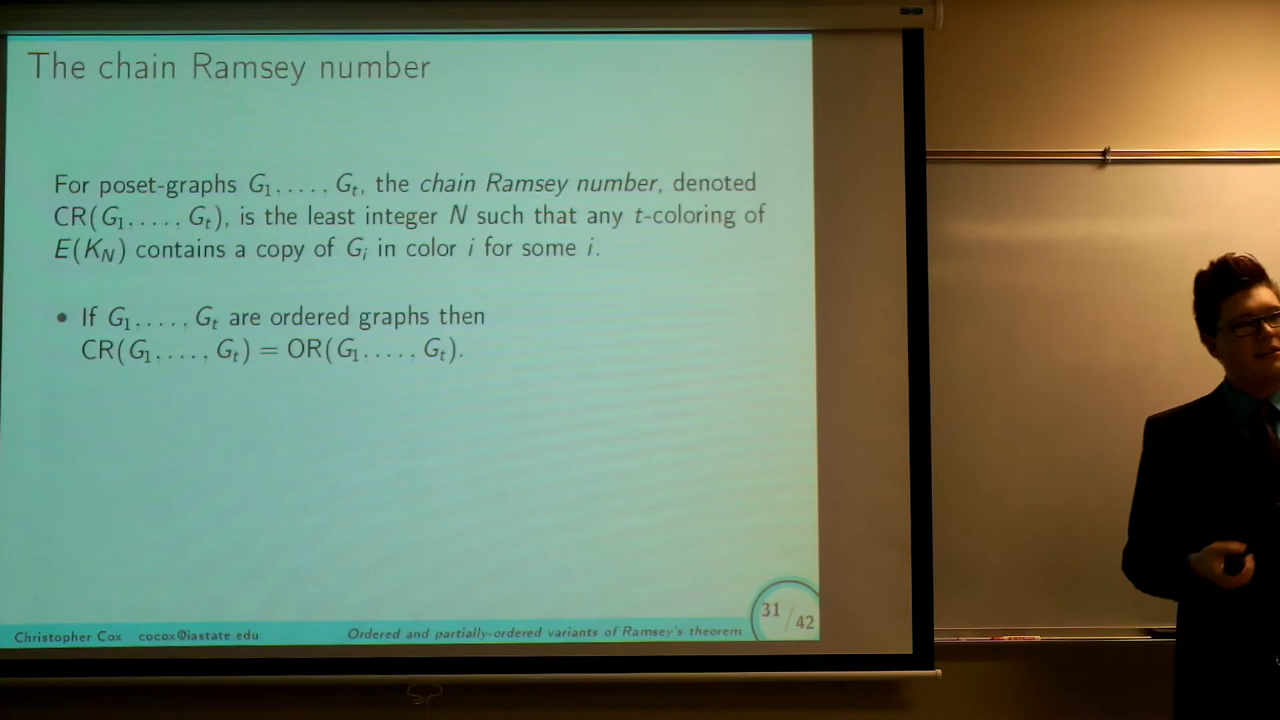 The chain Ramsey number
For poset-graphs G₁, . . . , Gₜ, the chain Ramsey number, denoted
CR(G₁, . . . , Gₜ), is the least integer N such that any t-coloring of
E(K_N) contains a copy of Gᵢ in color i for some i.
• If G₁, . . . , Gₜ are ordered graphs then
CR(G₁, . . . , Gₜ) = OR(G₁, . . . , Gₜ).
31 / 42
Christopher Cox cocox@iastate.edu Ordered and partially-ordered variants of Ramsey's theorem